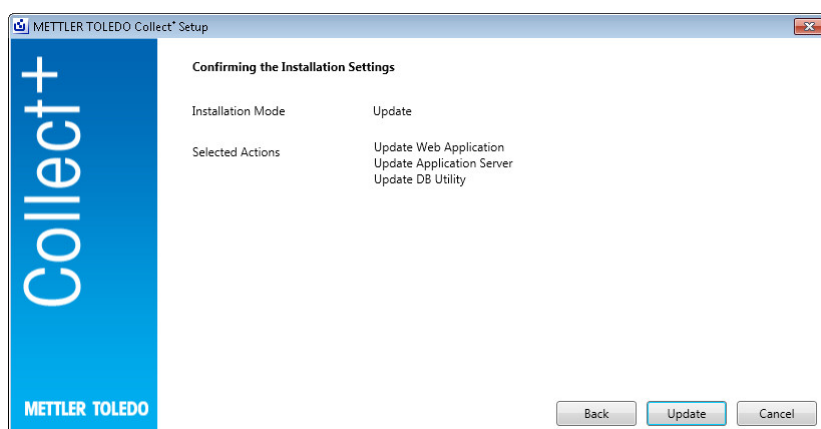 METTLER TOLEDO Collect⁺ Setup
Collect+
Confirming the Installation Settings
Installation Mode Update
Selected Actions Update Web Application
Update Application Server
Update DB Utility
METTLER TOLEDO
Back Update Cancel